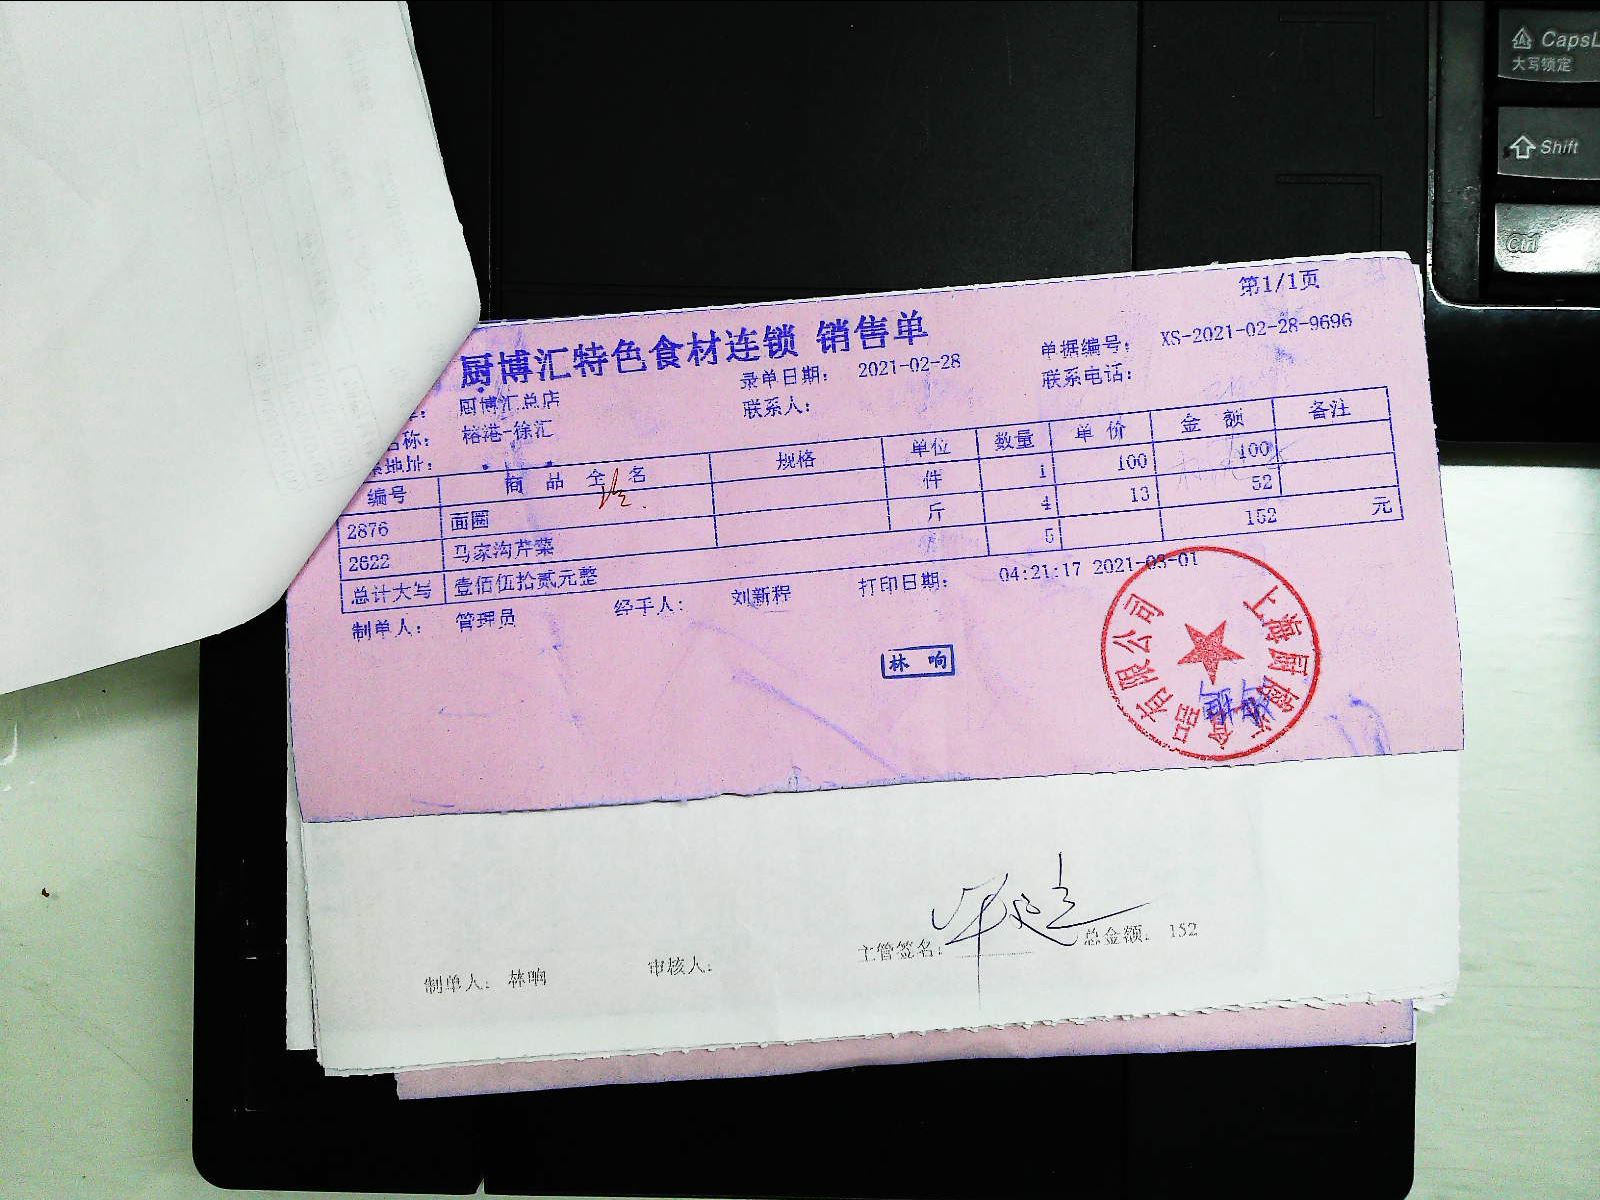 CapsL
大写锁定
Shift
Ctrl
第1/1页
厨博汇特色食材连锁 销售单
录单日期： 2021-02-28
单据编号： XS-2021-02-28-9696
厨博汇总店
联系人：
联系电话：
名称： 榕港-徐汇
地址：
编号 商品全名 规格 单位 数量 单价 金额 备注
2876 面圈 件 1 100 100
2622 马家沟芹菜 斤 4 13 52
总计大写 壹佰伍拾贰元整 5 152 元
制单人： 管理员 经手人： 刘新程 打印日期： 04:21:17 2021-03-01
林响
上海厨博汇食品有限公司
制单人： 林响 审核人： 主管签名： 总金额： 152